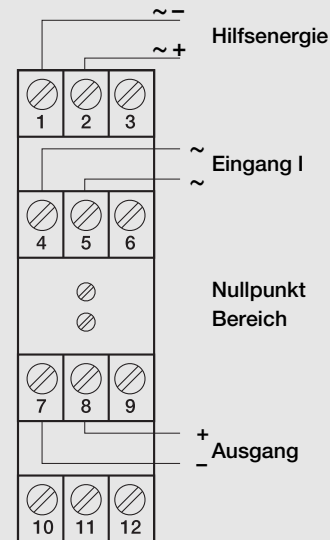 ~ –
Hilfsenergie
~ +
1 2 3
~
Eingang I
~
4 5 6
Nullpunkt
Bereich
7 8 9
+
Ausgang
–
10 11 12